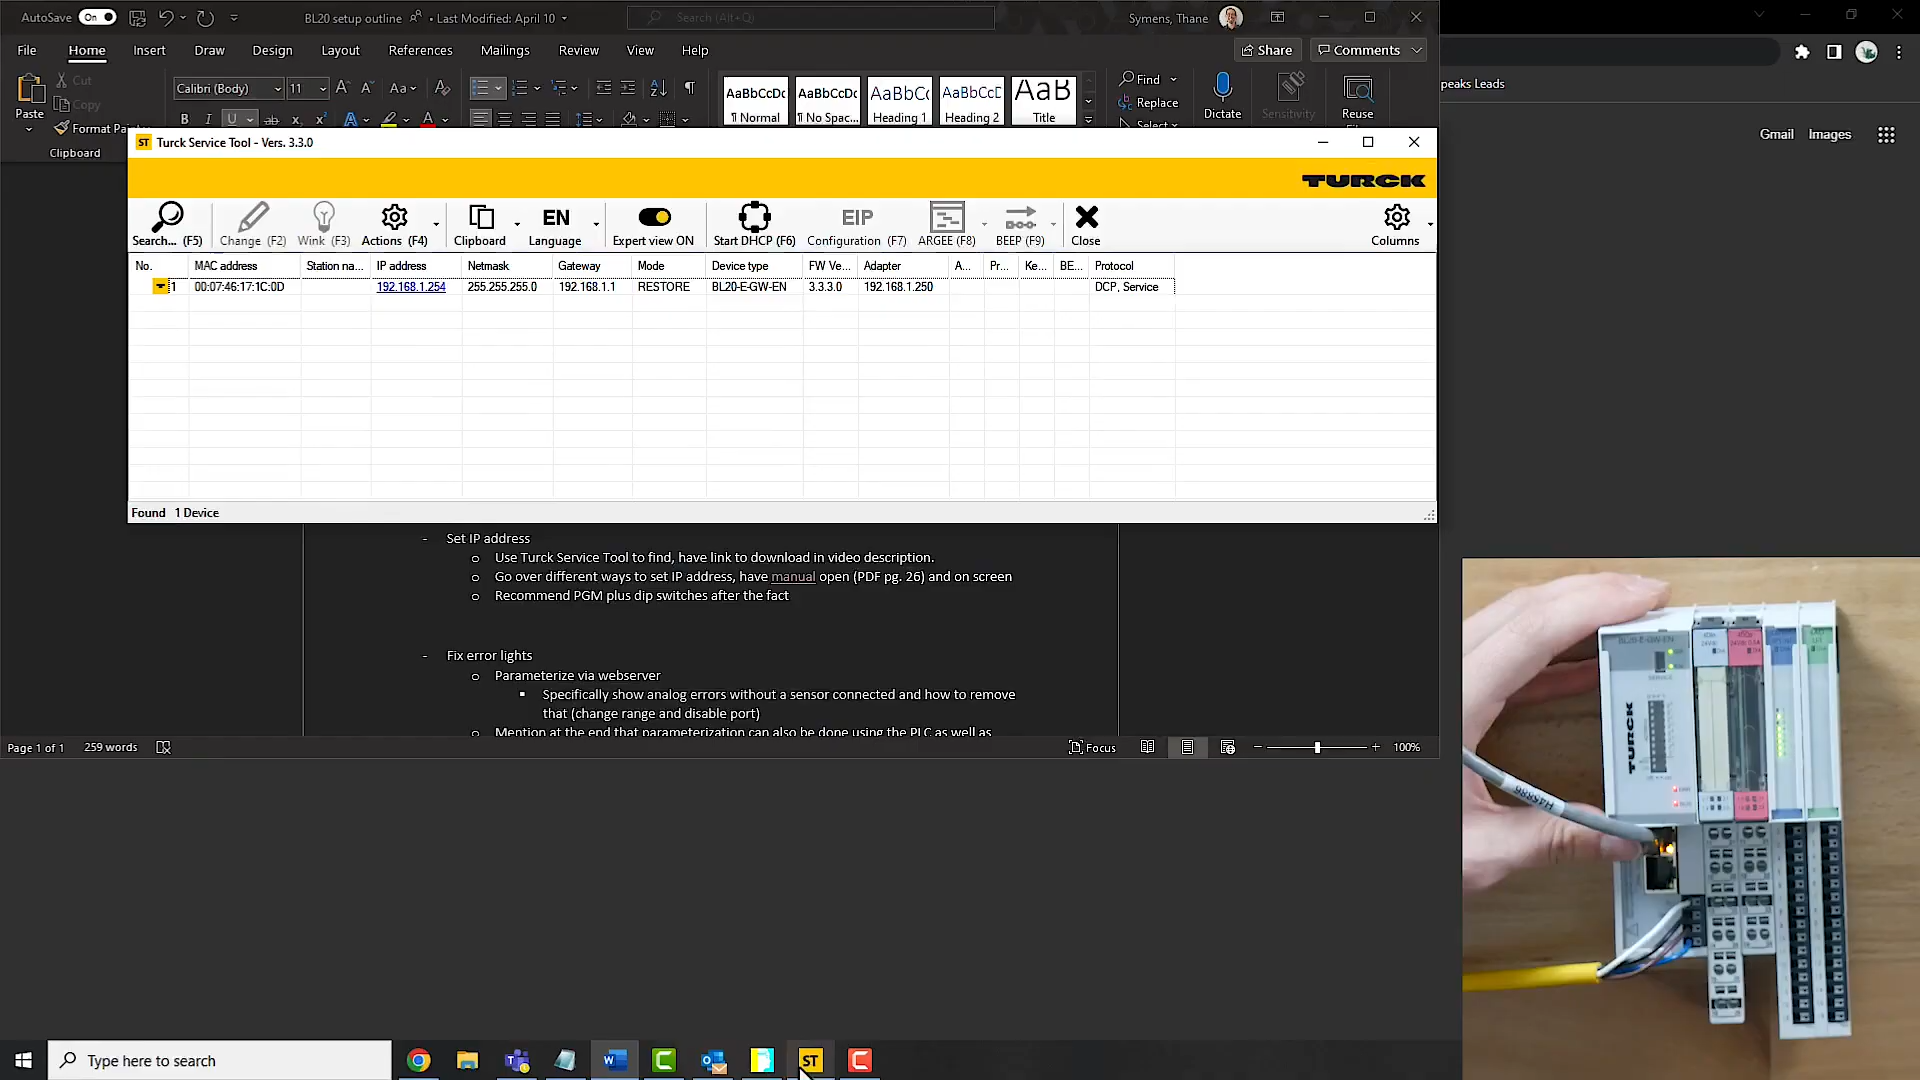 AutoSave On
BL20 setup outline • Last Modified: April 10
Search (Alt+Q)
Symens, Thane
File Home Insert Draw Design Layout References Mailings Review View Help
Share Comments
peaks Leads
Paste
Cut
Copy
Format Pa
Clipboard
Calibri (Body) 11
AaBbCcDc ¶ Normal
AaBbCcDc ¶ No Spac...
AaBbC Heading 1
AaBbCcD Heading 2
AaB Title
Find
Replace
Select
Dictate
Sensitivity
Reuse
Gmail Images
ST Turck Service Tool - Vers. 3.3.0
TURCK
Search... (F5) Change (F2) Wink (F3) Actions (F4) Clipboard EN Language Expert view ON Start DHCP (F6) EIP Configuration (F7) ARGEE (F8) BEEP (F9) Close Columns
No. MAC address Station na... IP address Netmask Gateway Mode Device type FW Ve... Adapter A... Pr... Ke... BE... Protocol
1 00:07:46:17:1C:0D 192.168.1.254 255.255.255.0 192.168.1.1 RESTORE BL20-E-GW-EN 3.3.3.0 192.168.1.250 DCP, Service
Found 1 Device
- Set IP address
o Use Turck Service Tool to find, have link to download in video description.
o Go over different ways to set IP address, have manual open (PDF pg. 26) and on screen
o Recommend PGM plus dip switches after the fact
- Fix error lights
o Parameterize via webserver
▪ Specifically show analog errors without a sensor connected and how to remove
that (change range and disable port)
o Mention at the end that parameterization can also be done using the PLC as well as
Page 1 of 1 259 words
Focus
100%
BL20-E-GW-EN
SERVICE
TURCK
H45886
Type here to search
ST